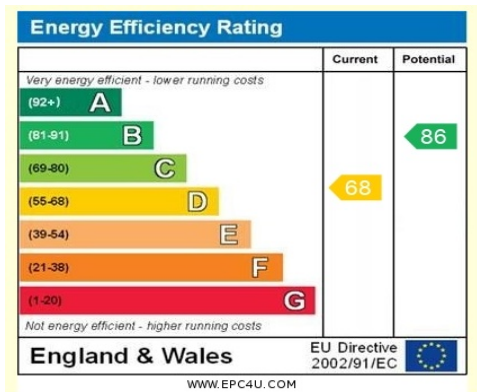 Energy Efficiency Rating
Current Potential
Very energy efficient - lower running costs
(92+) A
(81-91) B
86
(69-80) C
(55-68) D
68
(39-54) E
(21-38) F
(1-20) G
Not energy efficient - higher running costs
England & Wales
EU Directive
2002/91/EC
WWW.EPC4U.COM